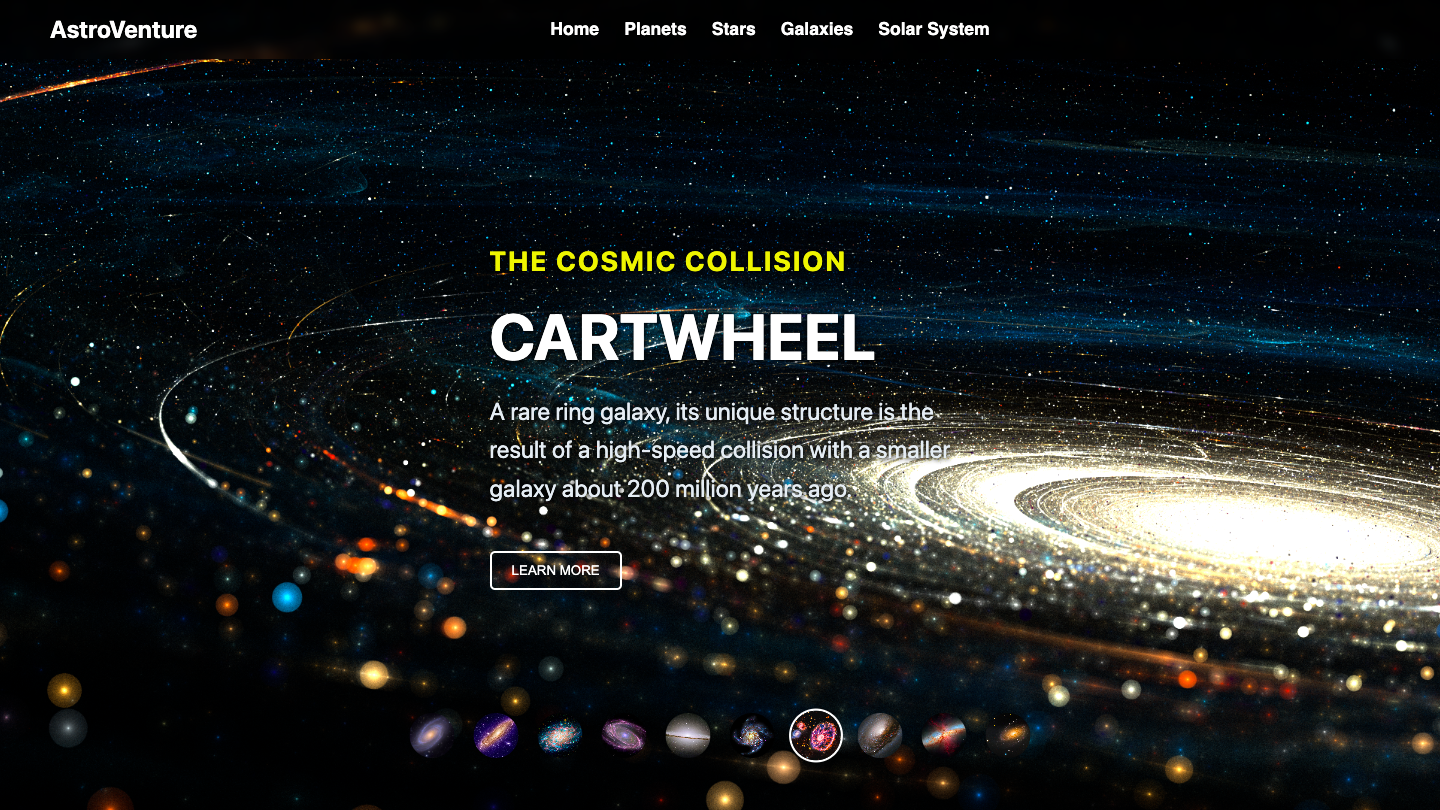 AstroVenture
Home Planets Stars Galaxies Solar System
THE COSMIC COLLISION
CARTWHEEL
A rare ring galaxy, its unique structure is the
result of a high-speed collision with a smaller
galaxy about 200 million years ago.
LEARN MORE